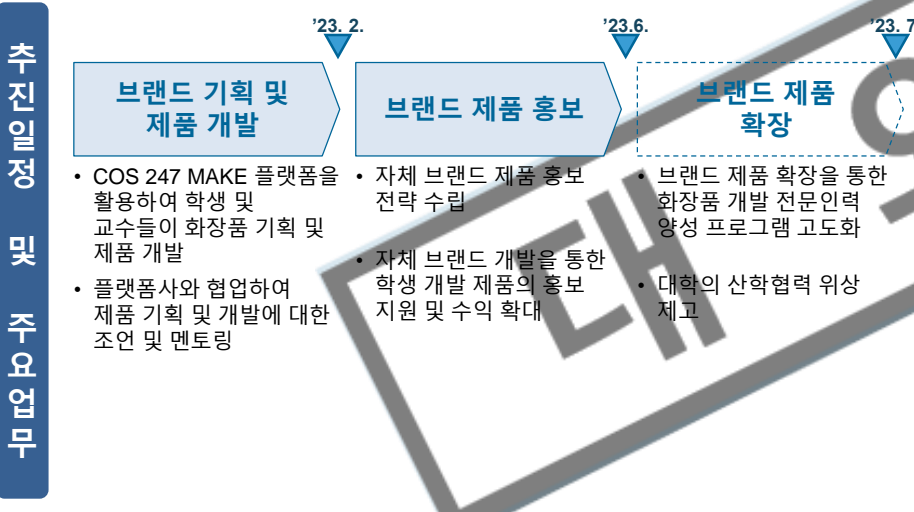 추진일정 및 주요업무
’23. 2.
’23.6.
’23. 7
브랜드 기획 및
제품 개발
브랜드 제품 홍보
브랜드 제품
확장
• COS 247 MAKE 플랫폼을
활용하여 학생 및
교수들이 화장품 기획 및
제품 개발
• 플랫폼사와 협업하여
제품 기획 및 개발에 대한
조언 및 멘토링
• 자체 브랜드 제품 홍보
전략 수립
• 자체 브랜드 개발을 통한
학생 개발 제품의 홍보
지원 및 수익 확대
• 브랜드 제품 확장을 통한
화장품 개발 전문인력
양성 프로그램 고도화
• 대학의 산학협력 위상
제고
대